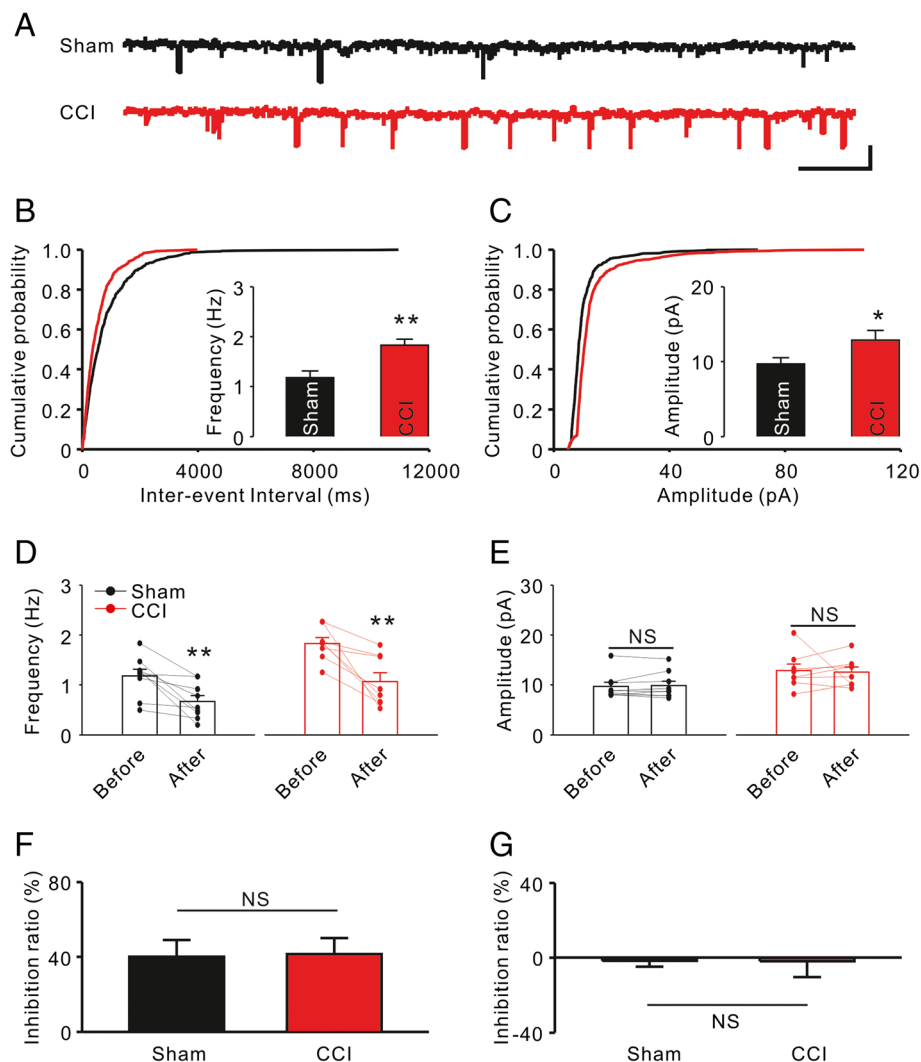 A
Sham
CCI
B
Cumulative probability
1.0
0.8
0.6
0.4
0.2
0
0
4000
8000
12000
Inter-event Interval (ms)
Frequency (Hz)
3
2
1
0
**
Sham
CCI
C
Cumulative probability
1.0
0.8
0.6
0.4
0.2
0
0
40
80
120
Amplitude (pA)
Amplitude (pA)
20
10
0
*
Sham
CCI
D
Frequency (Hz)
3
2
1
0
Sham
CCI
**
**
Before
After
Before
After
E
Amplitude (pA)
30
20
10
0
NS
NS
Before
After
Before
After
F
Inhibition ratio (%)
80
40
0
NS
Sham
CCI
G
Inhibition ratio (%)
40
0
-40
NS
Sham
CCI